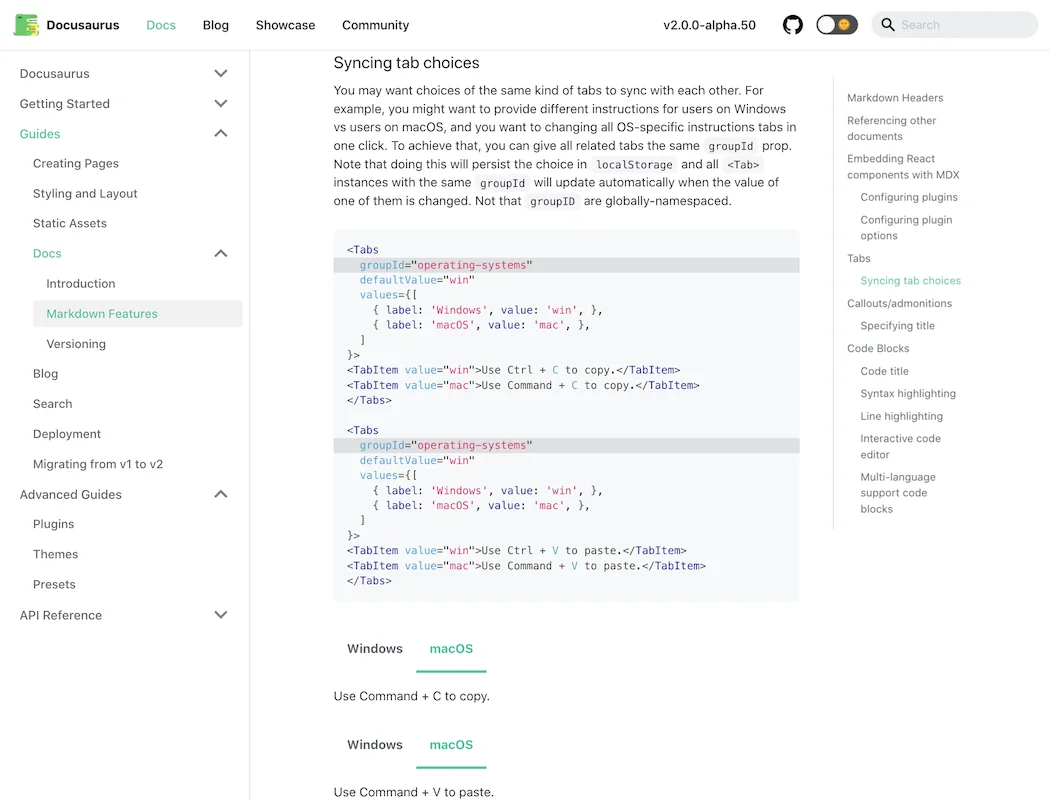 Docusaurus Docs Blog Showcase Community v2.0.0-alpha.50 Search
Docusaurus
Getting Started
Guides
Creating Pages
Styling and Layout
Static Assets
Docs
Introduction
Markdown Features
Versioning
Blog
Search
Deployment
Migrating from v1 to v2
Advanced Guides
Plugins
Themes
Presets
API Reference
Syncing tab choices
You may want choices of the same kind of tabs to sync with each other. For
example, you might want to provide different instructions for users on Windows
vs users on macOS, and you want to changing all OS-specific instructions tabs in
one click. To achieve that, you can give all related tabs the same groupId prop.
Note that doing this will persist the choice in localStorage and all <Tab>
instances with the same groupId will update automatically when the value of
one of them is changed. Not that groupID are globally-namespaced.
<Tabs
  groupId="operating-systems"
  defaultValue="win"
  values={[
    { label: 'Windows', value: 'win', },
    { label: 'macOS', value: 'mac', },
  ]
}>
<TabItem value="win">Use Ctrl + C to copy.</TabItem>
<TabItem value="mac">Use Command + C to copy.</TabItem>
</Tabs>
<Tabs
  groupId="operating-systems"
  defaultValue="win"
  values={[
    { label: 'Windows', value: 'win', },
    { label: 'macOS', value: 'mac', },
  ]
}>
<TabItem value="win">Use Ctrl + V to paste.</TabItem>
<TabItem value="mac">Use Command + V to paste.</TabItem>
</Tabs>
Windows macOS
Use Command + C to copy.
Windows macOS
Use Command + V to paste.
Markdown Headers
Referencing other
documents
Embedding React
components with MDX
Configuring plugins
Configuring plugin
options
Tabs
Syncing tab choices
Callouts/admonitions
Specifying title
Code Blocks
Code title
Syntax highlighting
Line highlighting
Interactive code
editor
Multi-language
support code
blocks